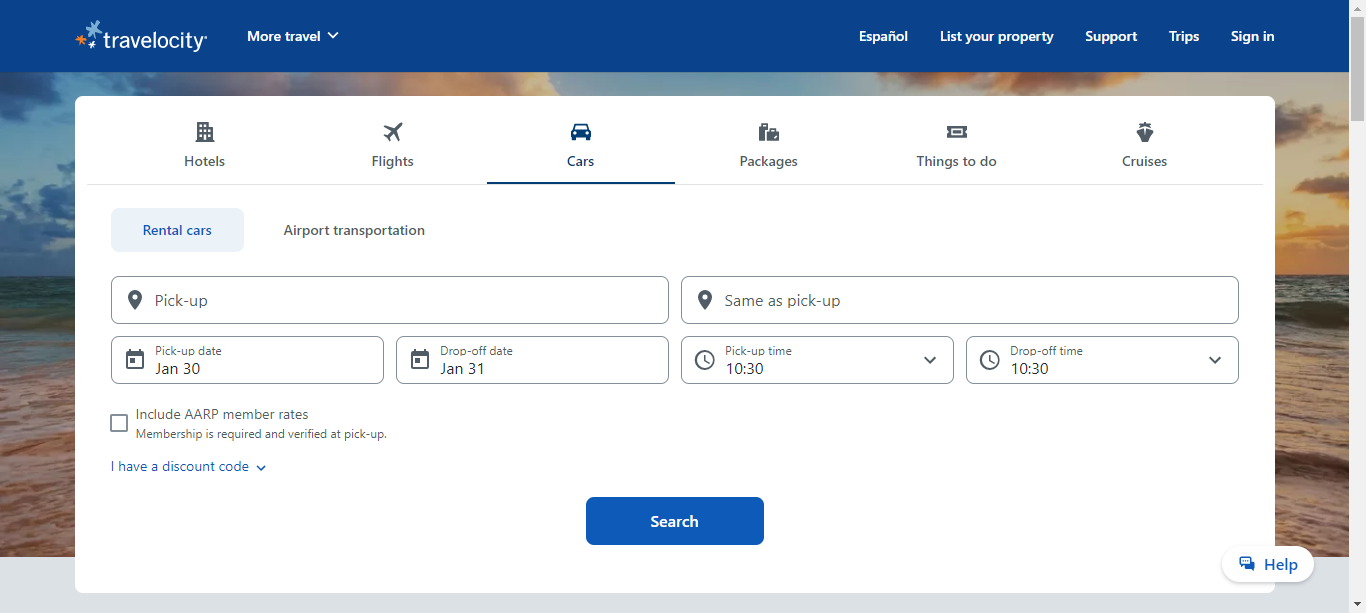 travelocity
More travel
Español
List your property
Support
Trips
Sign in
Hotels
Flights
Cars
Packages
Things to do
Cruises
Rental cars
Airport transportation
Pick-up
Same as pick-up
Pick-up date
Jan 30
Drop-off date
Jan 31
Pick-up time
10:30
Drop-off time
10:30
Include AARP member rates
Membership is required and verified at pick-up.
I have a discount code
Search
Help